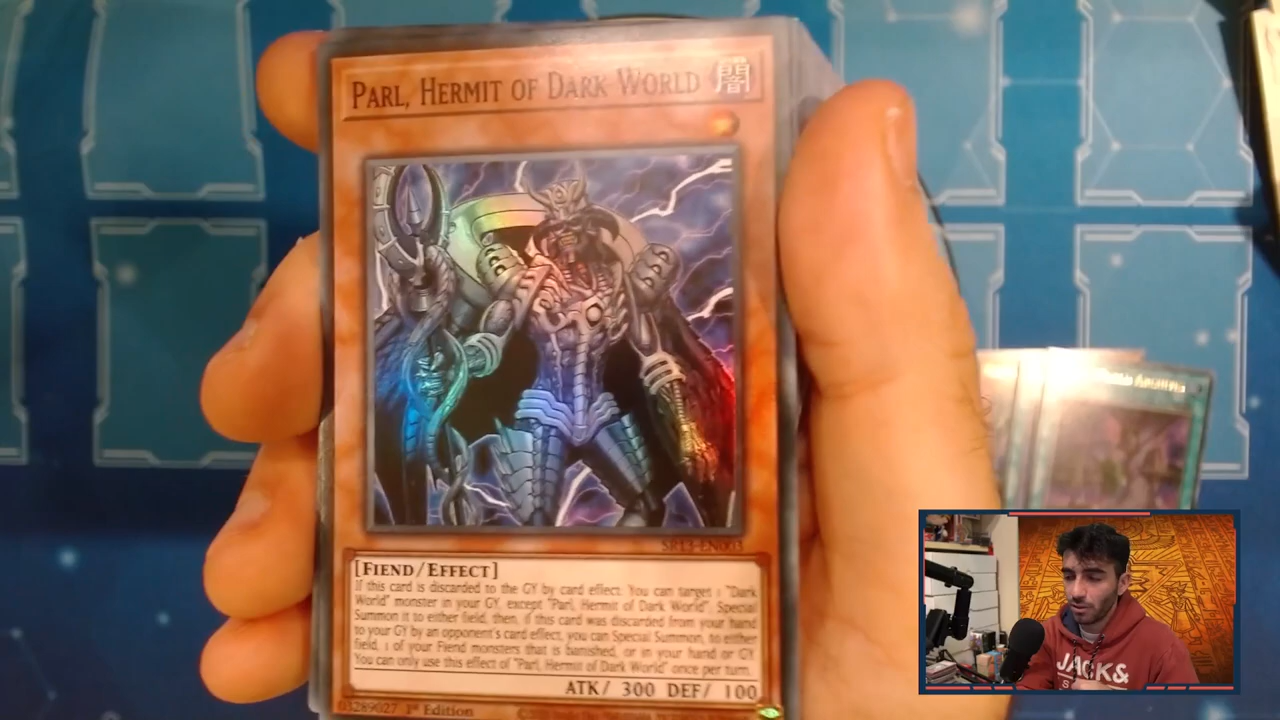 PARL, HERMIT OF DARK WORLD 闇
SR13-EN003
[FIEND/EFFECT]
If this card is discarded to the GY by card effect: You can target 1 "Dark
World" monster in your GY, except "Parl, Hermit of Dark World"; Special
Summon it to either field, then, if this card was discarded from your hand
to your GY by an opponent's card effect, you can Special Summon, to either
field, 1 of your Fiend monsters that is banished, or in your hand or GY.
You can only use this effect of "Parl, Hermit of Dark World" once per turn.
ATK/ 300 DEF/ 100
03289027 1st Edition
JACK&